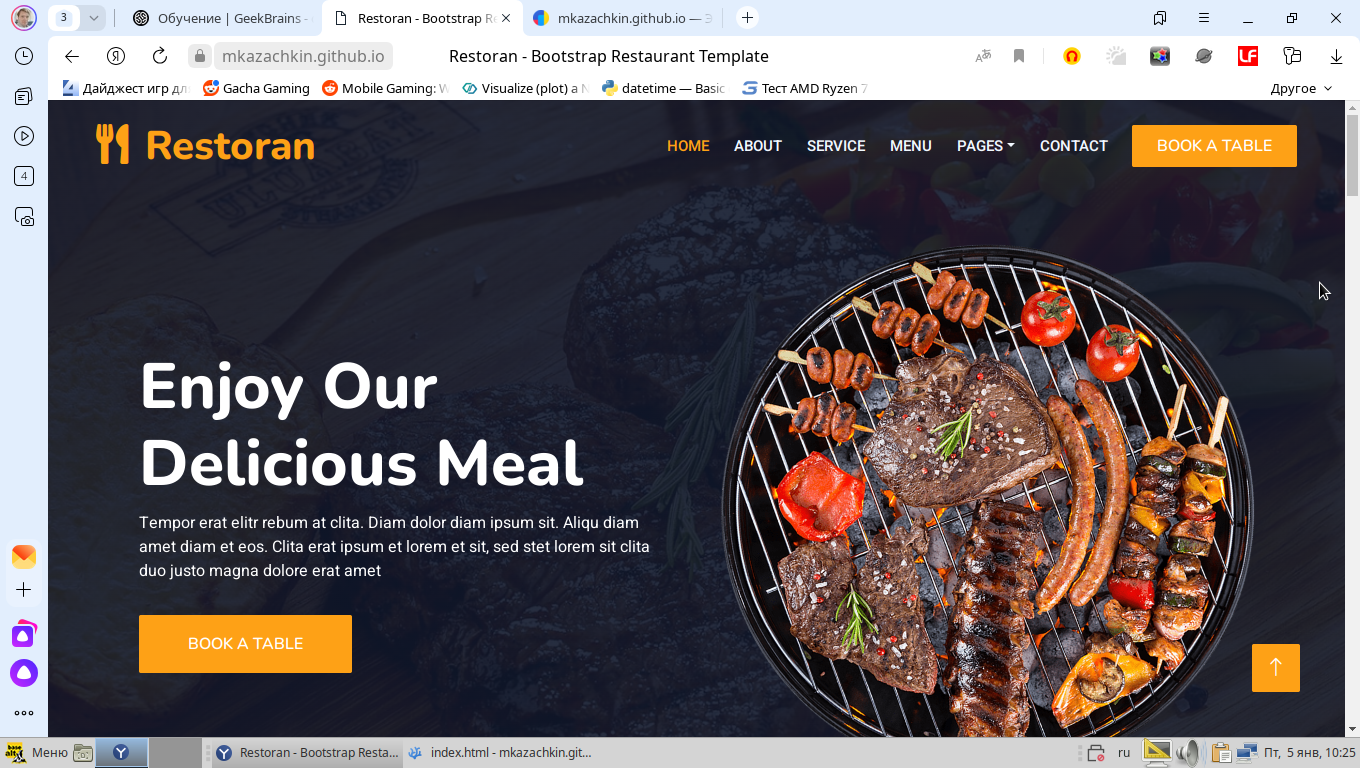 3
Обучение | GeekBrains -
Restoran - Bootstrap Re
mkazachkin.github.io — Э
mkazachkin.github.io
Restoran - Bootstrap Restaurant Template
Дайджест игр дл
Gacha Gaming
Mobile Gaming: W
Visualize (plot) a N
datetime — Basic
Тест AMD Ryzen 7
Другое
4
Restoran
HOME
ABOUT
SERVICE
MENU
PAGES
CONTACT
BOOK A TABLE
Enjoy Our
Delicious Meal
Tempor erat elitr rebum at clita. Diam dolor diam ipsum sit. Aliqu diam
amet diam et eos. Clita erat ipsum et lorem et sit, sed stet lorem sit clita
duo justo magna dolore erat amet
BOOK A TABLE
Меню
Restoran - Bootstrap Resta...
index.html - mkazachkin.git...
ru
Пт, 5 янв, 10:25